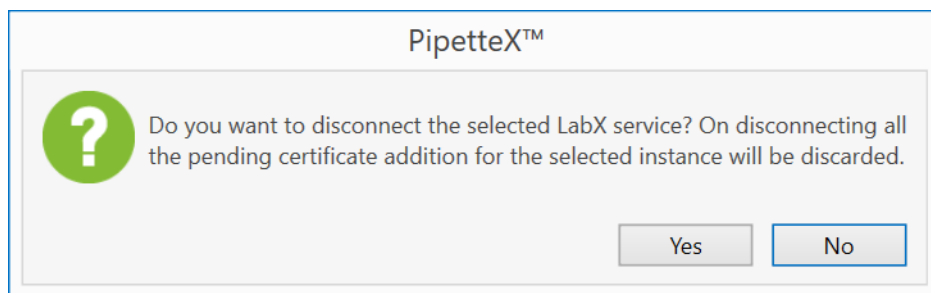 PipetteX™
Do you want to disconnect the selected LabX service? On disconnecting all
the pending certificate addition for the selected instance will be discarded.
Yes
No